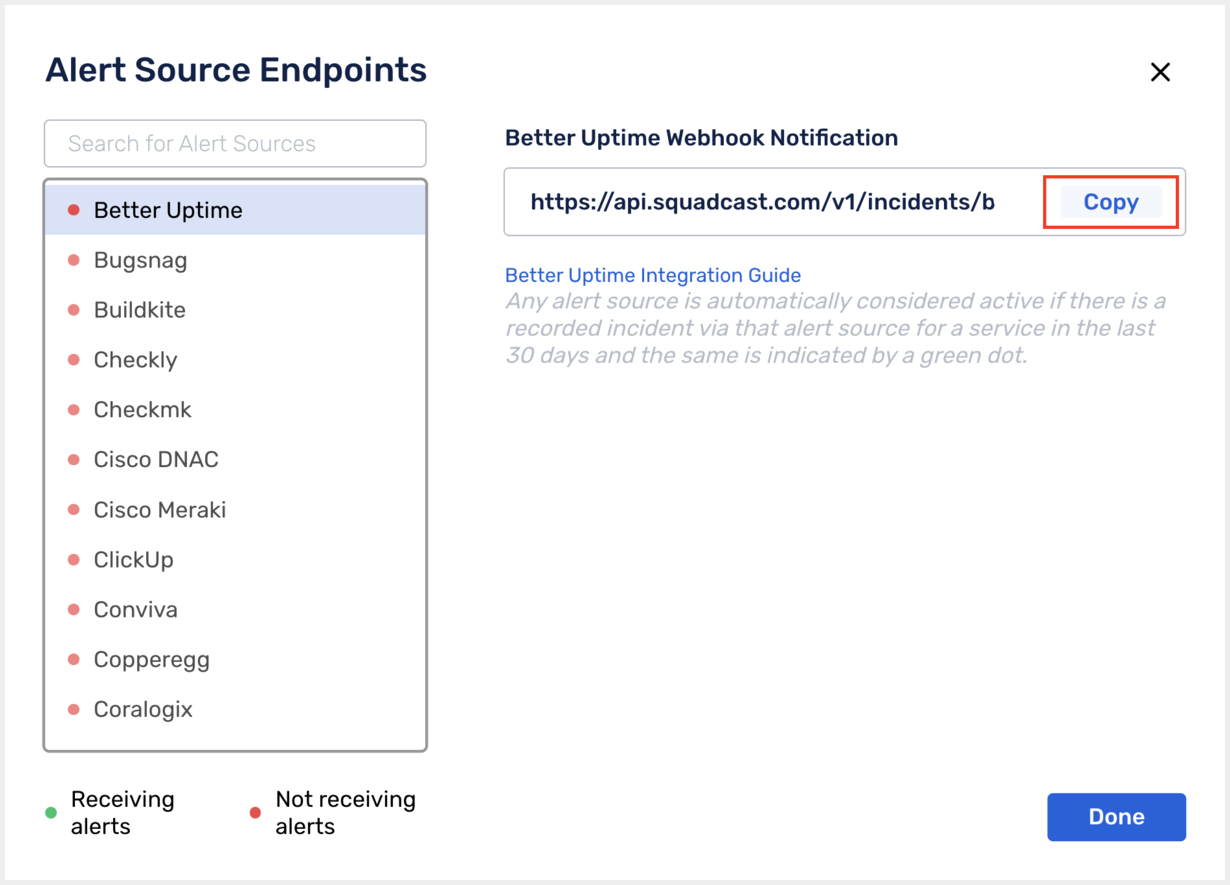 Alert Source Endpoints
Search for Alert Sources
Better Uptime
Bugsnag
Buildkite
Checkly
Checkmk
Cisco DNAC
Cisco Meraki
ClickUp
Conviva
Copperegg
Coralogix
Receiving
alerts
Not receiving
alerts
Better Uptime Webhook Notification
https://api.squadcast.com/v1/incidents/b
Copy
Better Uptime Integration Guide
Any alert source is automatically considered active if there is a
recorded incident via that alert source for a service in the last
30 days and the same is indicated by a green dot.
Done